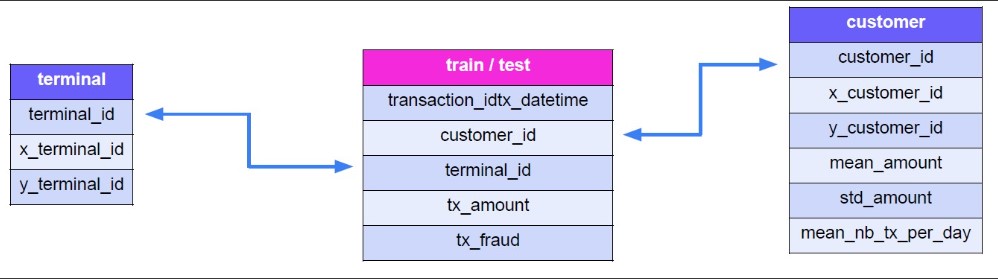 terminal
terminal_id
x_terminal_id
y_terminal_id
train / test
transaction_idtx_datetime
customer_id
terminal_id
tx_amount
tx_fraud
customer
customer_id
x_customer_id
y_customer_id
mean_amount
std_amount
mean_nb_tx_per_day